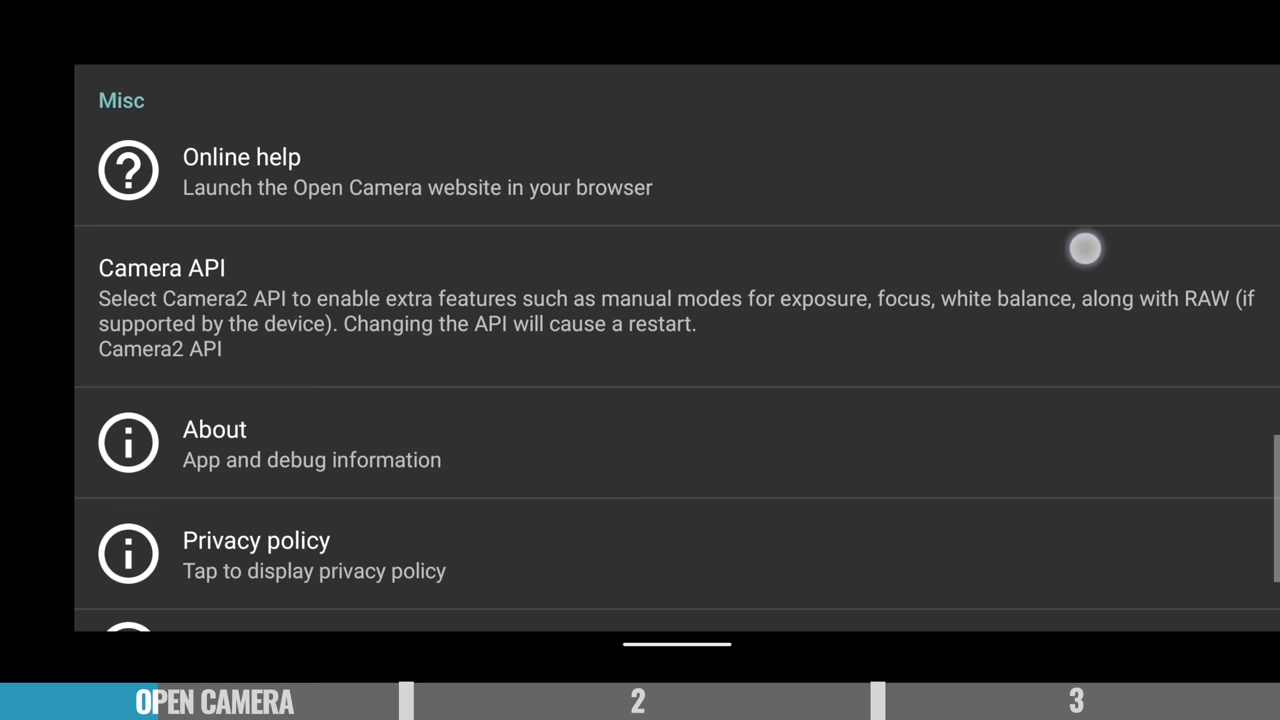 Misc
Online help
Launch the Open Camera website in your browser
Camera API
Select Camera2 API to enable extra features such as manual modes for exposure, focus, white balance, along with RAW (if
supported by the device). Changing the API will cause a restart.
Camera2 API
About
App and debug information
Privacy policy
Tap to display privacy policy
OPEN CAMERA
2
3